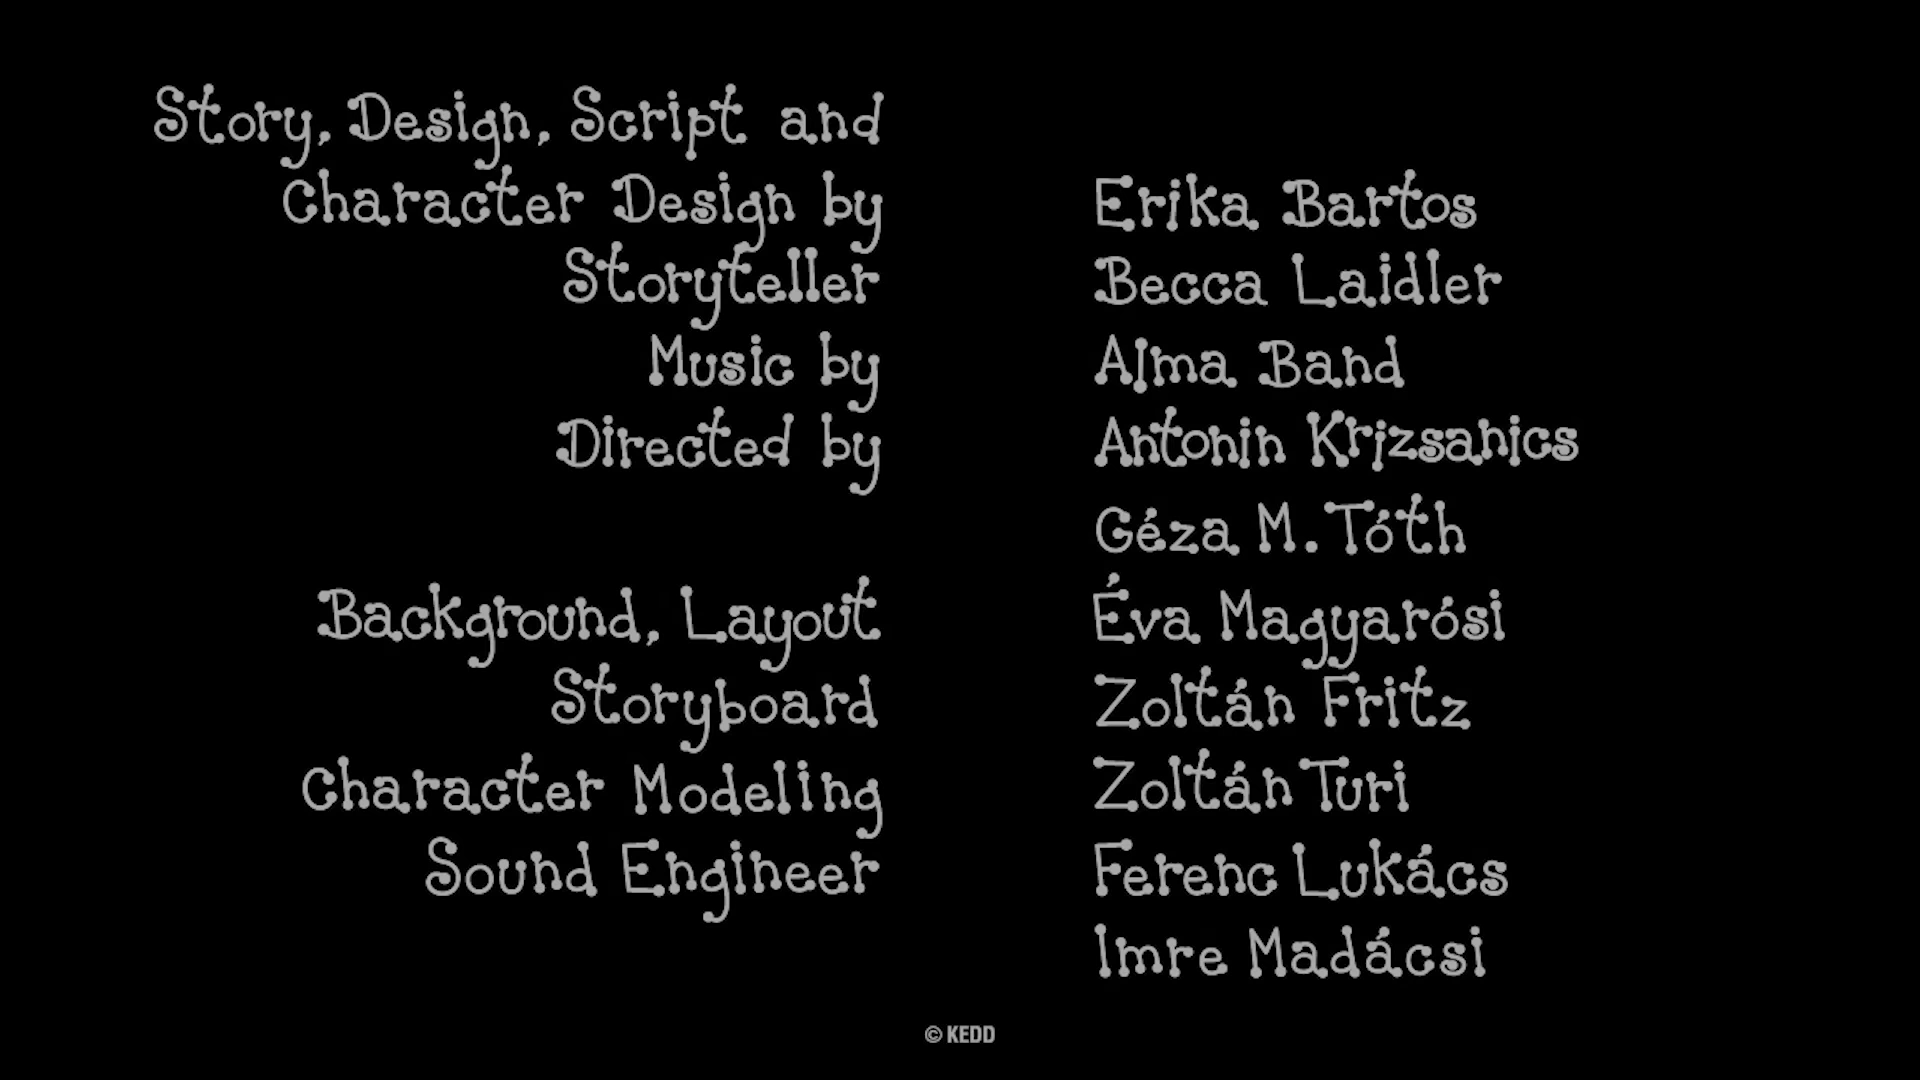 Story, Design, Script and
Character Design by Erika Bartos
Storyteller Becca Laidler
Music by Alma Band
Directed by Antonin Krizsanics
Géza M. Tóth
Background, Layout Éva Magyarósi
Storyboard Zoltán Fritz
Character Modeling Zoltán Turi
Sound Engineer Ferenc Lukács
Imre Madácsi
© KEDD